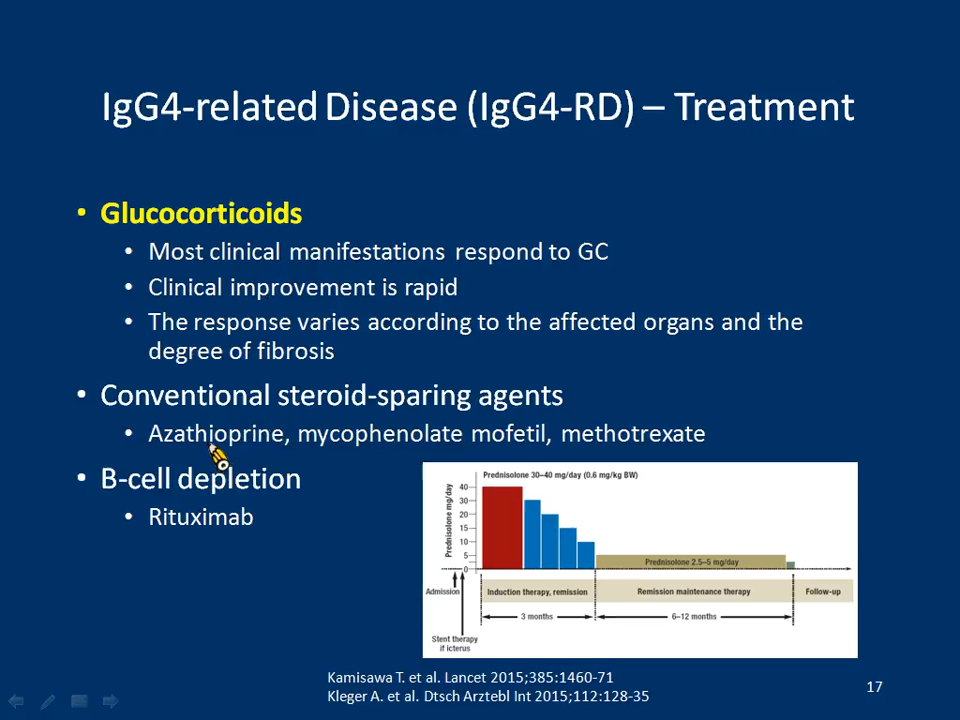 IgG4-related Disease (IgG4-RD) – Treatment
• Glucocorticoids
• Most clinical manifestations respond to GC
• Clinical improvement is rapid
• The response varies according to the affected organs and the
degree of fibrosis
• Conventional steroid-sparing agents
• Azathioprine, mycophenolate mofetil, methotrexate
• B-cell depletion
• Rituximab
Prednisolone 30–40 mg/day (0.6 mg/kg BW)
Prednisolone mg/day
40
30
20
15
10
5
0
Prednisolone 2.5–5 mg/day
Admission
Induction therapy, remission
Remission maintenance therapy
Follow-up
3 months
6–12 months
Stent therapy
if icterus
Kamisawa T. et al. Lancet 2015;385:1460-71
Kleger A. et al. Dtsch Arztebl Int 2015;112:128-35
17